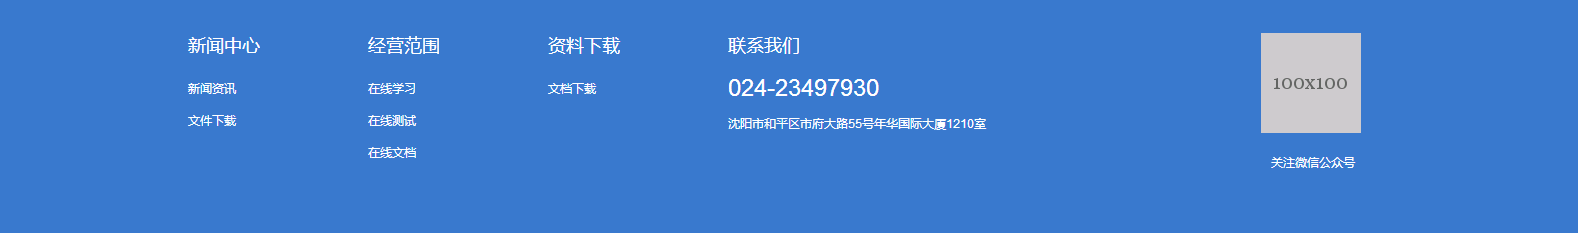 新闻中心
新闻资讯
文件下载
经营范围
在线学习
在线测试
在线文档
资料下载
文档下载
联系我们
024-23497930
沈阳市和平区市府大路55号年华国际大厦1210室
100x100
关注微信公众号